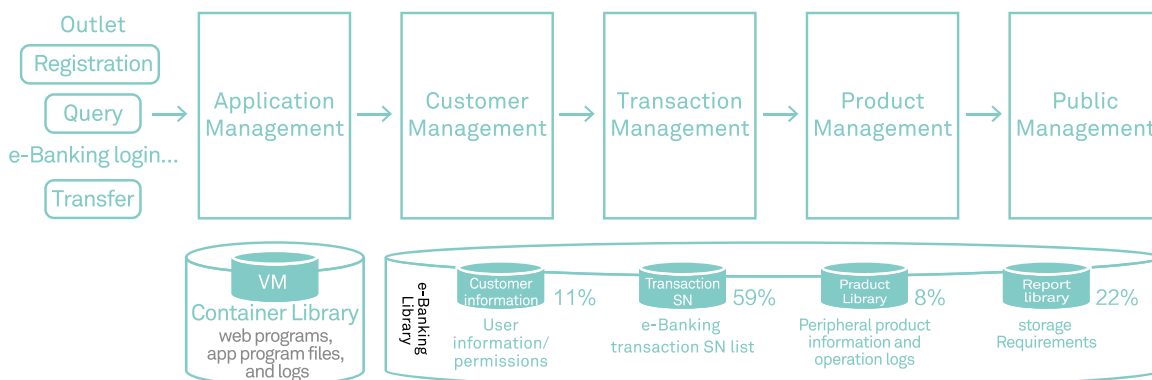 Outlet
Registration
Query
e-Banking login...
Transfer
Application
Management
Customer
Management
Transaction
Management
Product
Management
Public
Management
VM
Container Library
web programs,
app program files,
and logs
e-Banking
Library
Customer
information
11%
User
information/
permissions
Transaction
SN
59%
e-Banking
transaction SN list
Product
Library
8%
Peripheral product
information and
operation logs
Report
library
22%
storage
Requirements